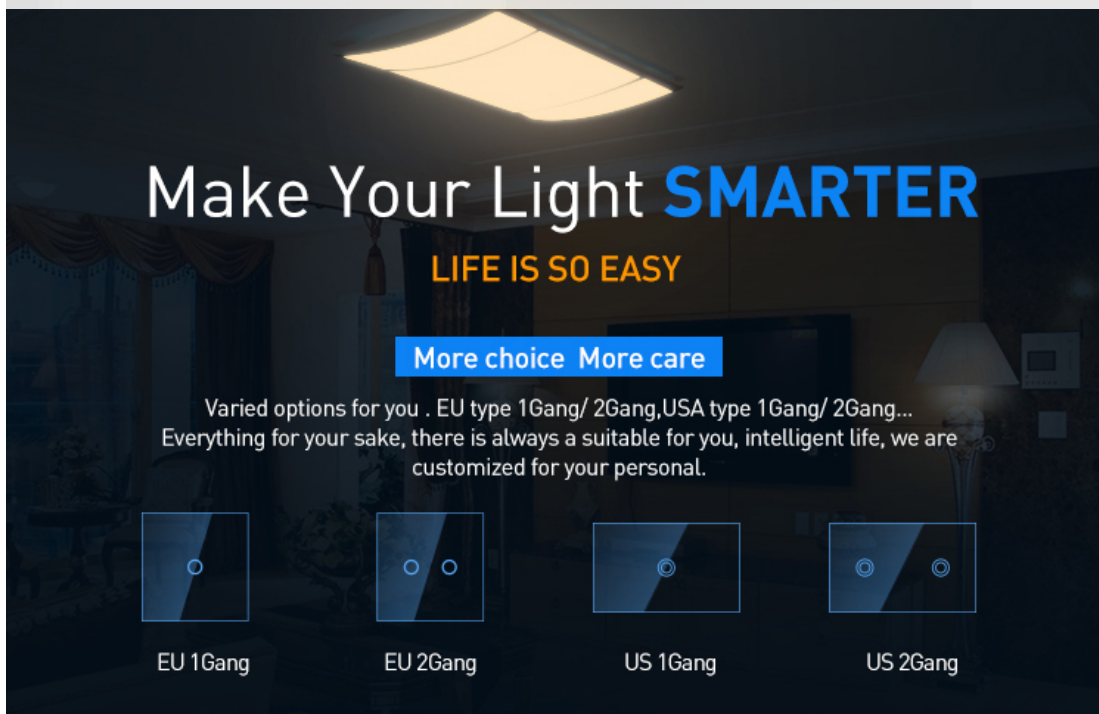 Make Your Light SMARTER
LIFE IS SO EASY
More choice More care
Varied options for you . EU type 1Gang/ 2Gang,USA type 1Gang/ 2Gang...
Everything for your sake, there is always a suitable for you, intelligent life, we are
customized for your personal.
EU 1Gang
EU 2Gang
US 1Gang
US 2Gang